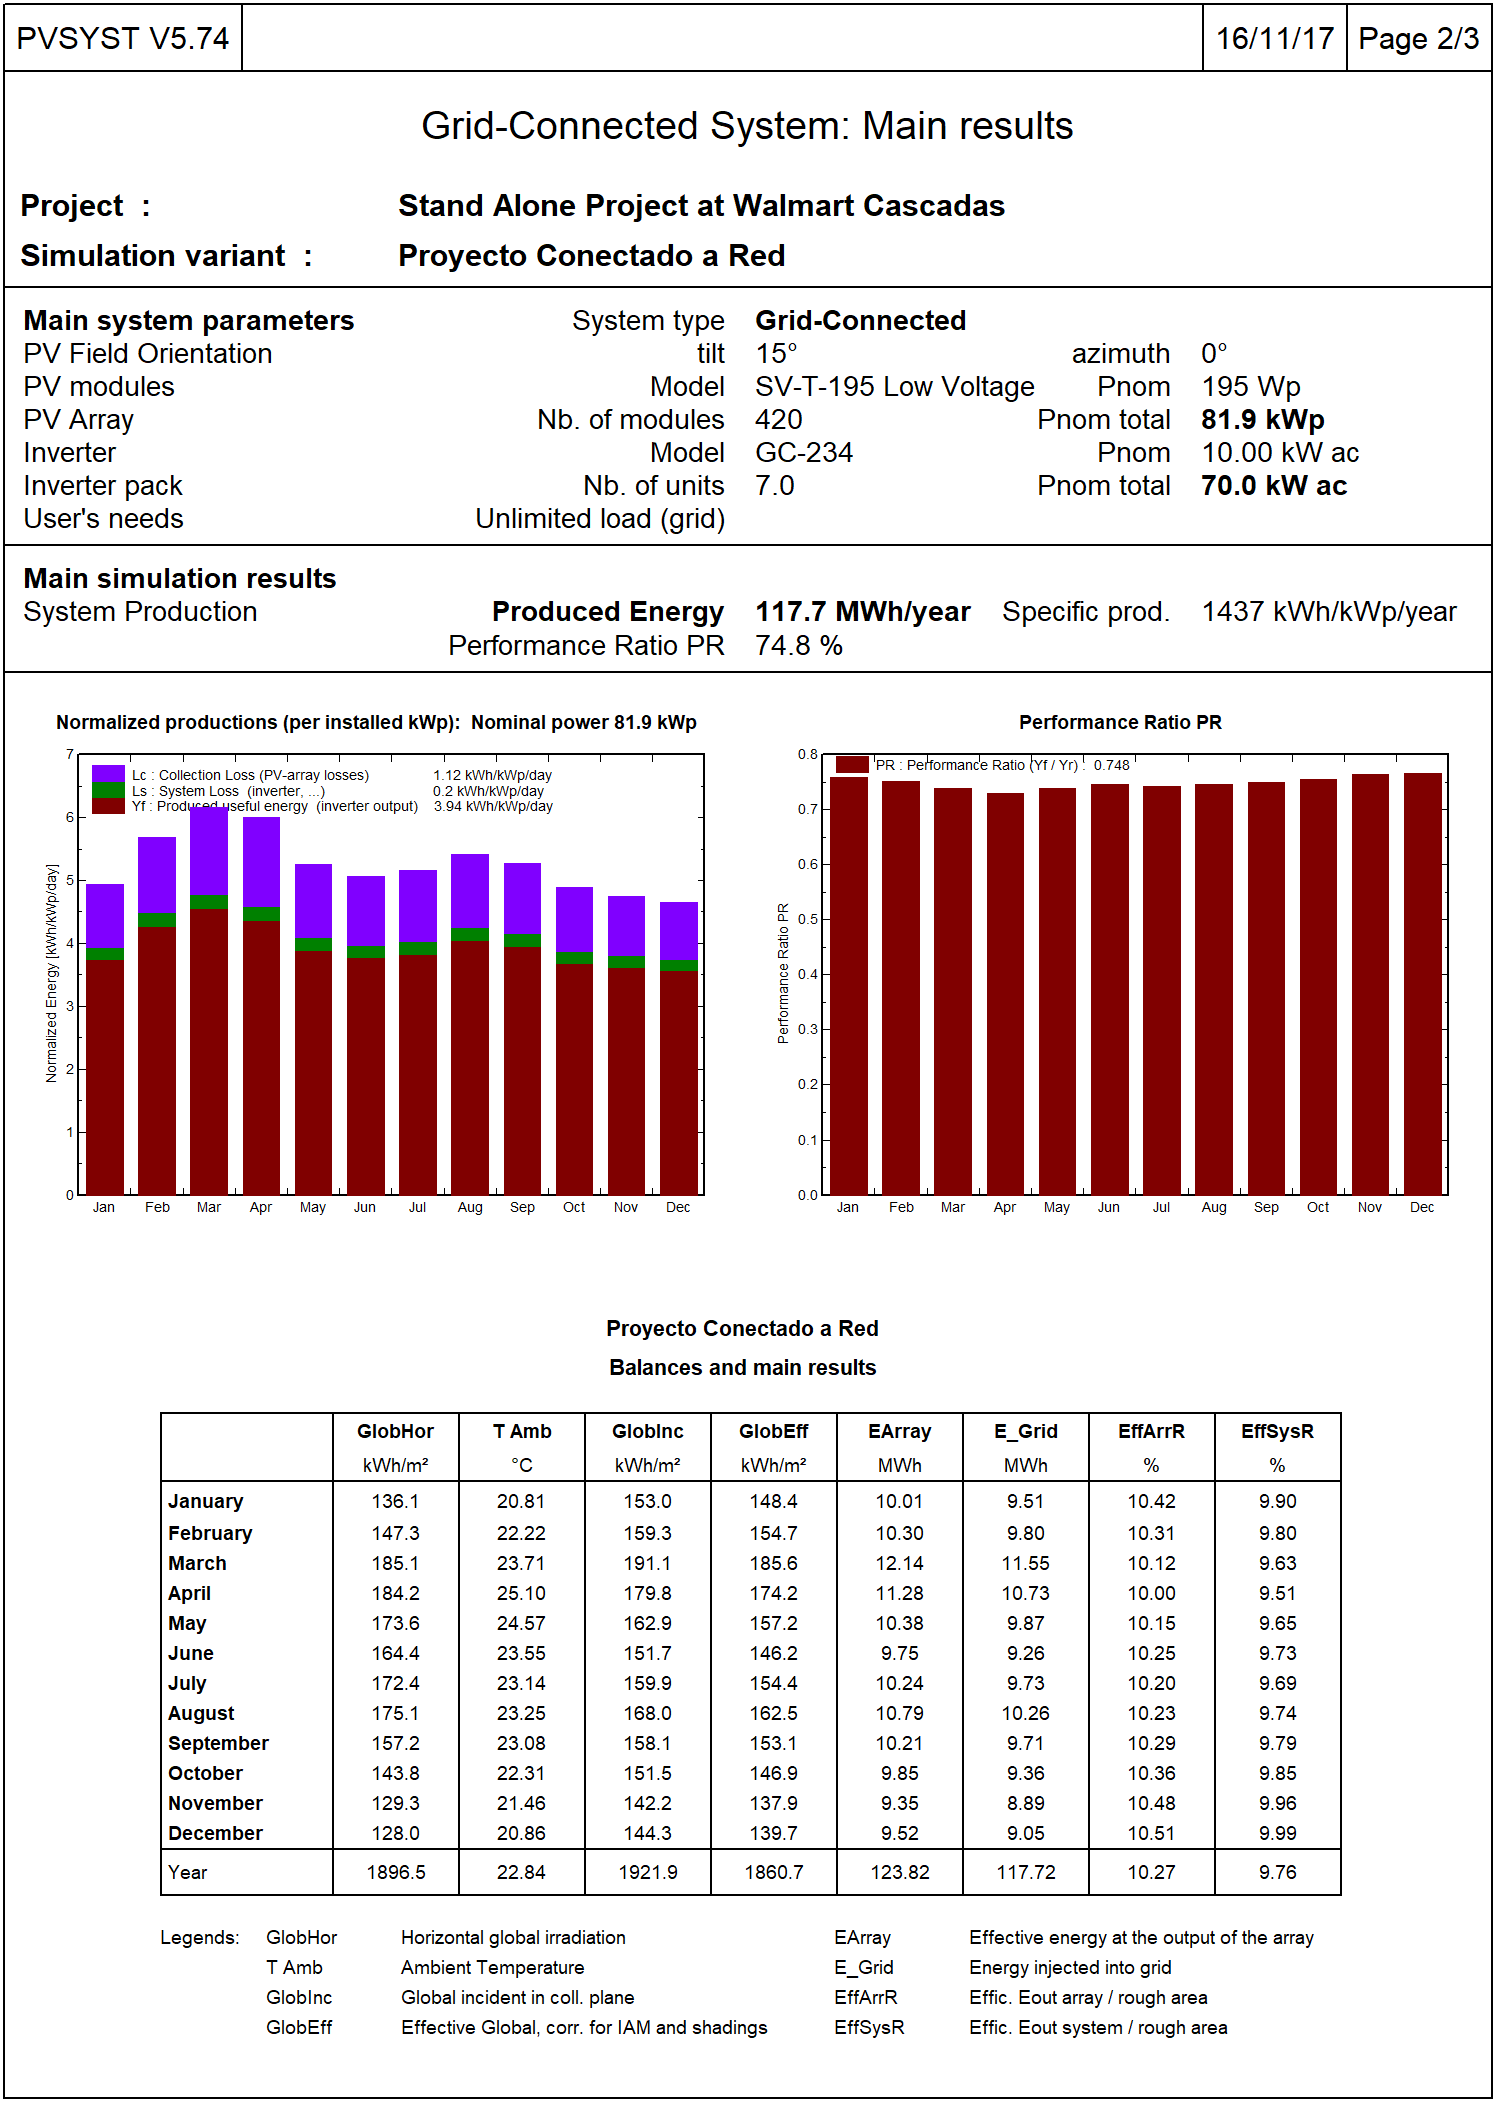 PVSYST V5.74 16/11/17 Page 2/3
Grid-Connected System: Main results
Project : Stand Alone Project at Walmart Cascadas
Simulation variant : Proyecto Conectado a Red
Main system parameters System type Grid-Connected
PV Field Orientation tilt 15° azimuth 0°
PV modules Model SV-T-195 Low Voltage Pnom 195 Wp
PV Array Nb. of modules 420 Pnom total 81.9 kWp
Inverter Model GC-234 Pnom 10.00 kW ac
Inverter pack Nb. of units 7.0 Pnom total 70.0 kW ac
User's needs Unlimited load (grid)
Main simulation results
System Production Produced Energy 117.7 MWh/year Specific prod. 1437 kWh/kWp/year
Performance Ratio PR 74.8 %
Normalized productions (per installed kWp): Nominal power 81.9 kWp
Lc : Collection Loss (PV-array losses) 1.12 kWh/kWp/day
Ls : System Loss (inverter, ...) 0.2 kWh/kWp/day
Yf : Produced useful energy (inverter output) 3.94 kWh/kWp/day
Normalized Energy [kWh/kWp/day]
7
6
5
4
3
2
1
0
Jan Feb Mar Apr May Jun Jul Aug Sep Oct Nov Dec
Performance Ratio PR
PR : Performance Ratio (Yf / Yr) : 0.748
Performance Ratio PR
0.8
0.7
0.6
0.5
0.4
0.3
0.2
0.1
0.0
Jan Feb Mar Apr May Jun Jul Aug Sep Oct Nov Dec
Proyecto Conectado a Red
Balances and main results
GlobHor T Amb GlobInc GlobEff EArray E_Grid EffArrR EffSysR
kWh/m² °C kWh/m² kWh/m² MWh MWh % %
January 136.1 20.81 153.0 148.4 10.01 9.51 10.42 9.90
February 147.3 22.22 159.3 154.7 10.30 9.80 10.31 9.80
March 185.1 23.71 191.1 185.6 12.14 11.55 10.12 9.63
April 184.2 25.10 179.8 174.2 11.28 10.73 10.00 9.51
May 173.6 24.57 162.9 157.2 10.38 9.87 10.15 9.65
June 164.4 23.55 151.7 146.2 9.75 9.26 10.25 9.73
July 172.4 23.14 159.9 154.4 10.24 9.73 10.20 9.69
August 175.1 23.25 168.0 162.5 10.79 10.26 10.23 9.74
September 157.2 23.08 158.1 153.1 10.21 9.71 10.29 9.79
October 143.8 22.31 151.5 146.9 9.85 9.36 10.36 9.85
November 129.3 21.46 142.2 137.9 9.35 8.89 10.48 9.96
December 128.0 20.86 144.3 139.7 9.52 9.05 10.51 9.99
Year 1896.5 22.84 1921.9 1860.7 123.82 117.72 10.27 9.76
Legends: GlobHor Horizontal global irradiation EArray Effective energy at the output of the array
T Amb Ambient Temperature E_Grid Energy injected into grid
GlobInc Global incident in coll. plane EffArrR Effic. Eout array / rough area
GlobEff Effective Global, corr. for IAM and shadings EffSysR Effic. Eout system / rough area